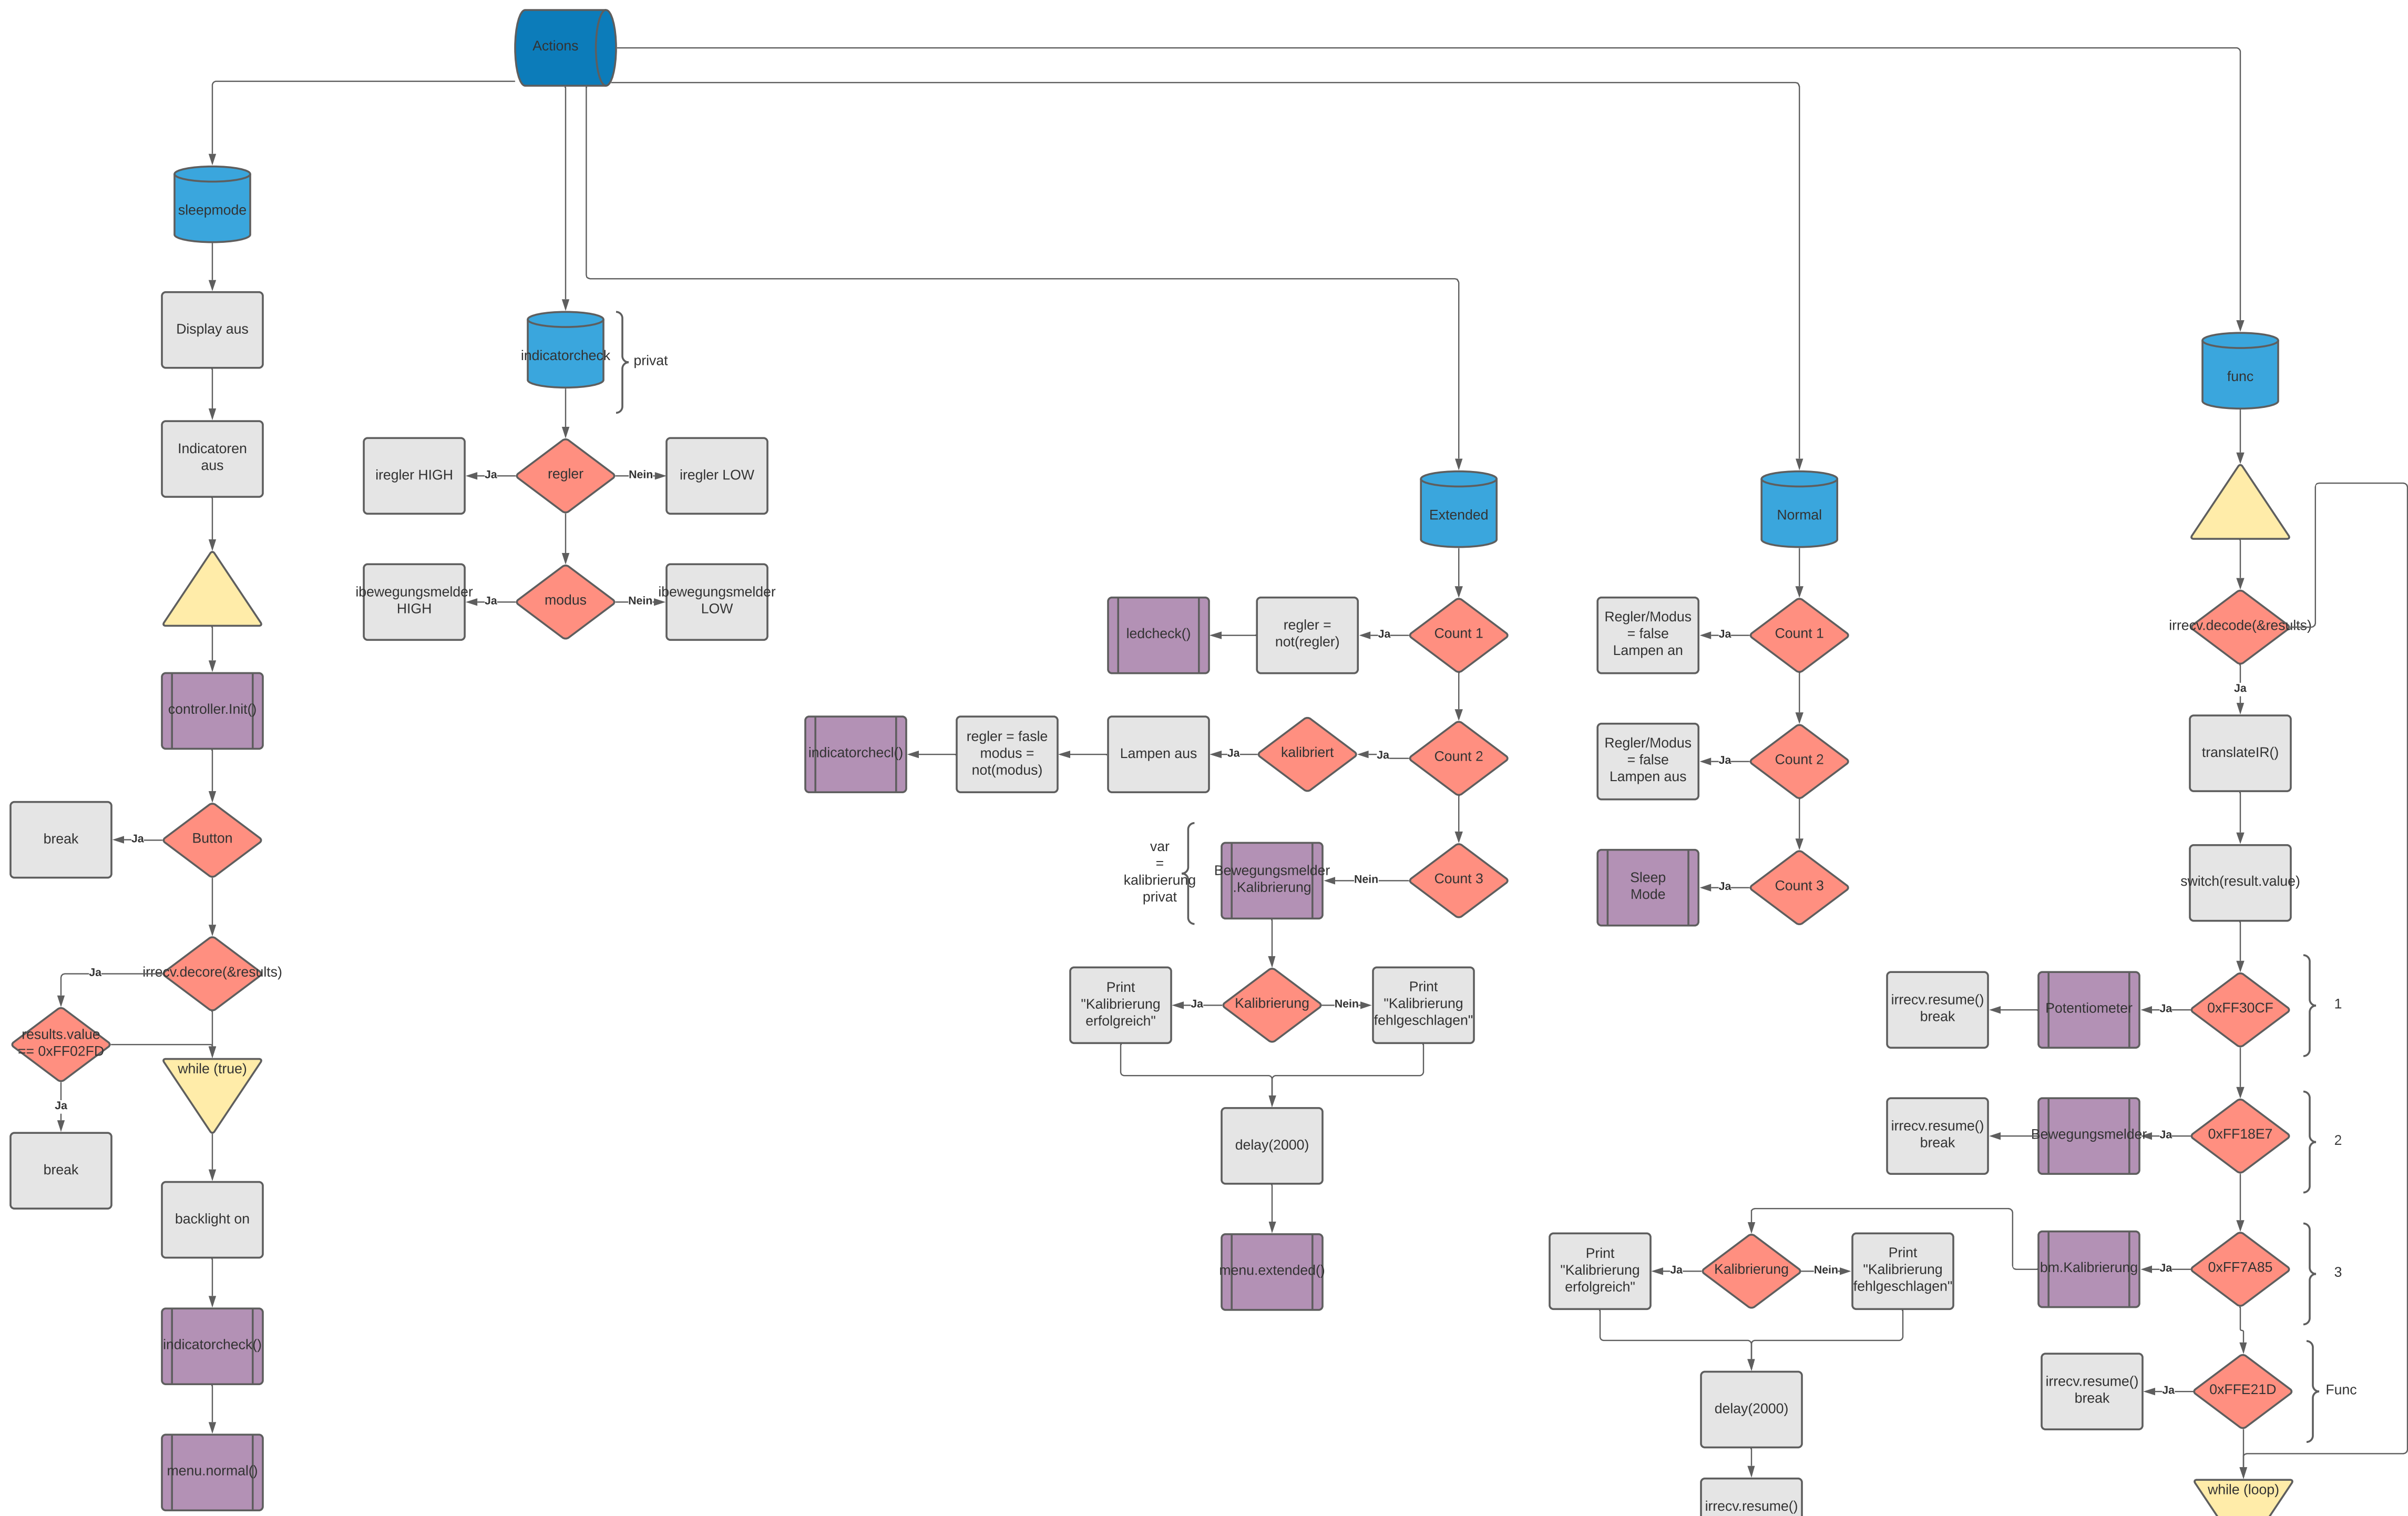 Actions
sleepmode
Display aus
Indicatoren
aus
controller.Init()
Button
Ja
break
irrecv.decore(&results)
Ja
results.value
== 0xFF02FD
Ja
break
while (true)
backlight on
indicatorcheck()
menu.normal()
indicatorcheck
privat
regler
Ja
iregler HIGH
Nein
iregler LOW
modus
Ja
ibewegungsmelder
HIGH
Nein
ibewegungsmelder
LOW
Extended
Count 1
Ja
regler =
not(regler)
ledcheck()
Count 2
Ja
kalibriert
Ja
Lampen aus
regler = fasle
modus =
not(modus)
indicatorchecl()
Count 3
Nein
Bewegungsmelder
.Kalibrierung
var
=
kalibrierung
privat
Kalibrierung
Ja
Print
"Kalibrierung
erfolgreich"
Nein
Print
"Kalibrierung
fehlgeschlagen"
delay(2000)
menu.extended()
Normal
Count 1
Ja
Regler/Modus
= false
Lampen an
Count 2
Ja
Regler/Modus
= false
Lampen aus
Count 3
Ja
Sleep
Mode
func
irrecv.decode(&results)
Ja
translateIR()
switch(result.value)
0xFF30CF
1
Ja
Potentiometer
irrecv.resume()
break
0xFF18E7
2
Ja
Bewegungsmelder
irrecv.resume()
break
0xFF7A85
3
Ja
bm.Kalibrierung
Kalibrierung
Ja
Print
"Kalibrierung
erfolgreich"
Nein
Print
"Kalibrierung
fehlgeschlagen"
delay(2000)
irrecv.resume()
0xFFE21D
Func
Ja
irrecv.resume()
break
while (loop)